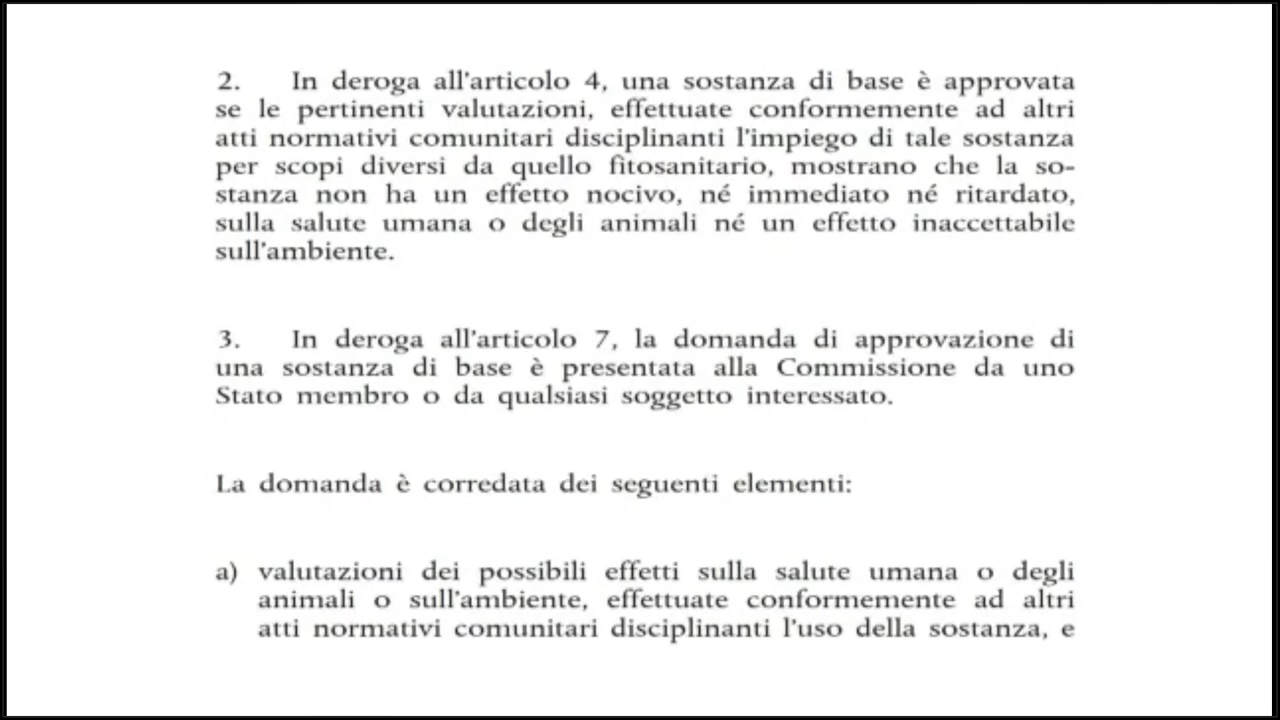 2. In deroga all'articolo 4, una sostanza di base è approvata
se le pertinenti valutazioni, effettuate conformemente ad altri
atti normativi comunitari disciplinanti l'impiego di tale sostanza
per scopi diversi da quello fitosanitario, mostrano che la so-
stanza non ha un effetto nocivo, né immediato né ritardato,
sulla salute umana o degli animali né un effetto inaccettabile
sull'ambiente.
3. In deroga all'articolo 7, la domanda di approvazione di
una sostanza di base è presentata alla Commissione da uno
Stato membro o da qualsiasi soggetto interessato.
La domanda è corredata dei seguenti elementi:
a) valutazioni dei possibili effetti sulla salute umana o degli
animali o sull'ambiente, effettuate conformemente ad altri
atti normativi comunitari disciplinanti l'uso della sostanza, e